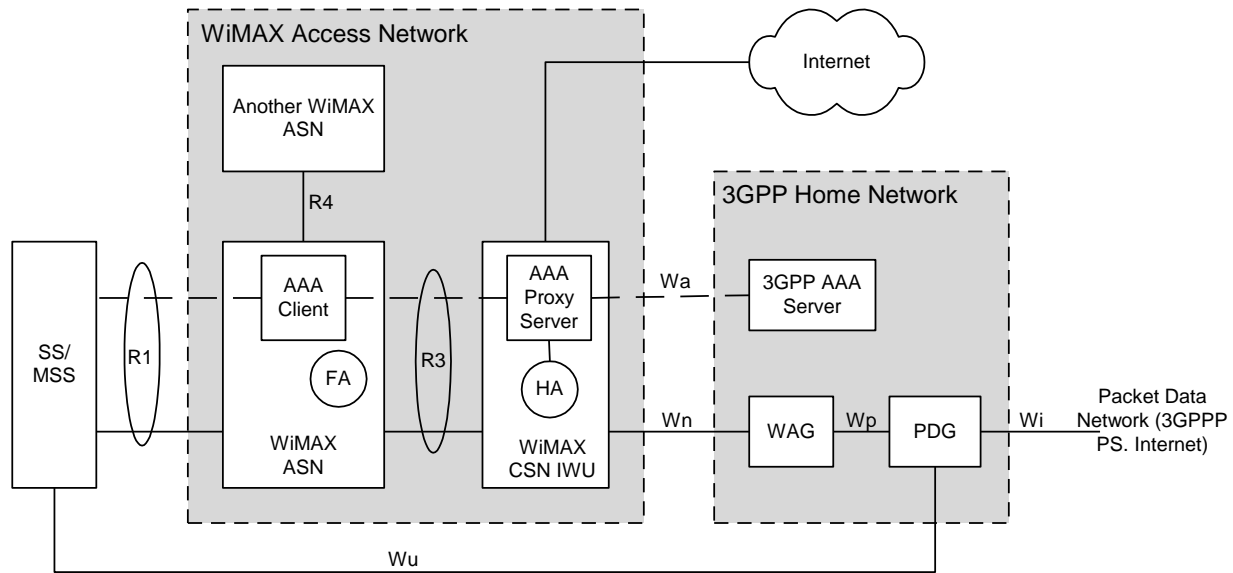 WiMAX Access Network
Internet
Another WiMAX
ASN
R4
3GPP Home Network
SS/
MSS
R1
AAA
Client
FA
WiMAX
ASN
R3
AAA
Proxy
Server
HA
WiMAX
CSN IWU
Wa
3GPP AAA
Server
Wn
WAG
Wp
PDG
Wi
Packet Data
Network (3GPPP
PS. Internet)
Wu